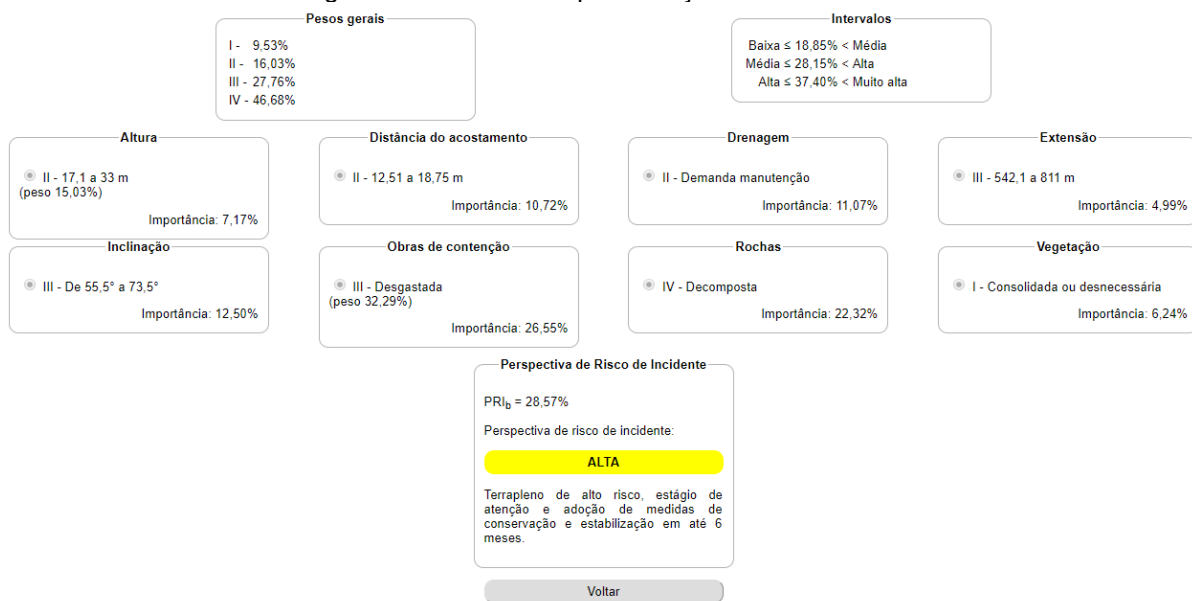 Pesos gerais
I - 9,53%
II - 16,03%
III - 27,76%
IV - 46,68%
Intervalos
Baixa ≤ 18,85% < Média
Média ≤ 28,15% < Alta
Alta ≤ 37,40% < Muito alta
Altura
II - 17,1 a 33 m
(peso 15,03%)
Importância: 7,17%
Distância do acostamento
II - 12,51 a 18,75 m
Importância: 10,72%
Drenagem
II - Demanda manutenção
Importância: 11,07%
Extensão
III - 542,1 a 811 m
Importância: 4,99%
Inclinação
III - De 55,5° a 73,5°
Importância: 12,50%
Obras de contenção
III - Desgastada
(peso 32,29%)
Importância: 26,55%
Rochas
IV - Decomposta
Importância: 22,32%
Vegetação
I - Consolidada ou desnecessária
Importância: 6,24%
Perspectiva de Risco de Incidente
PRIb = 28,57%
Perspectiva de risco de incidente:
ALTA
Terrapleno de alto risco, estágio de
atenção e adoção de medidas de
conservação e estabilização em até 6
meses.
Voltar